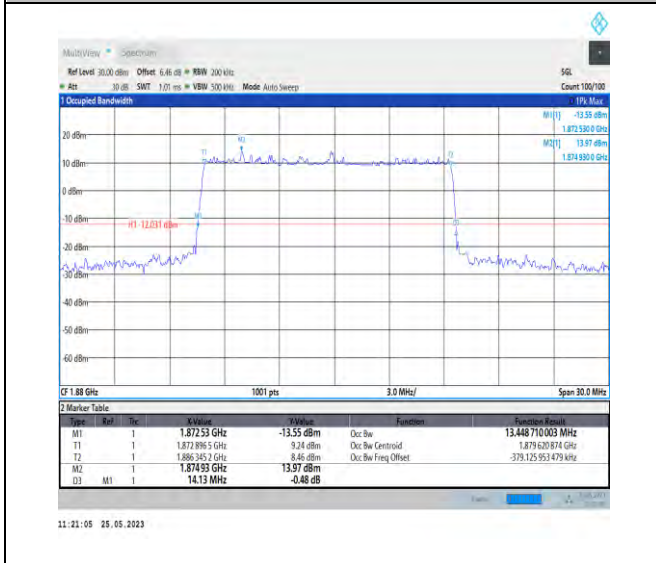 MultiView Spectrum
Ref Level 30.00 dBm Offset 6.46 dB RBW 200 kHz SGL
Att 30 dB SWT 1.01 ms VBW 500 kHz Mode Auto Sweep Count 100/100
1 Occupied Bandwidth 1Pk Max
M1[1] -13.55 dBm
1.872 530 0 GHz
20 dBm M2 M2[1] 13.97 dBm
1.874 930 0 GHz
T1 T2
10 dBm
0 dBm
-10 dBm M1
H1 -12.031 dBm
-20 dBm
-30 dBm
-40 dBm
-50 dBm
-60 dBm
CF 1.88 GHz 1001 pts 3.0 MHz/ Span 30.0 MHz
2 Marker Table
Type Ref Trc X-Value Y-Value Function Function Result
M1 1 1.872 53 GHz -13.55 dBm Occ Bw 13.448 710 003 MHz
T1 1 1.872 896 5 GHz 9.24 dBm Occ Bw Centroid 1.879 620 874 GHz
T2 1 1.886 345 2 GHz 8.46 dBm Occ Bw Freq Offset -379.125 953 479 kHz
M2 1 1.874 93 GHz 13.97 dBm
D3 M1 1 14.13 MHz -0.48 dB
11:21:05 25.05.2023